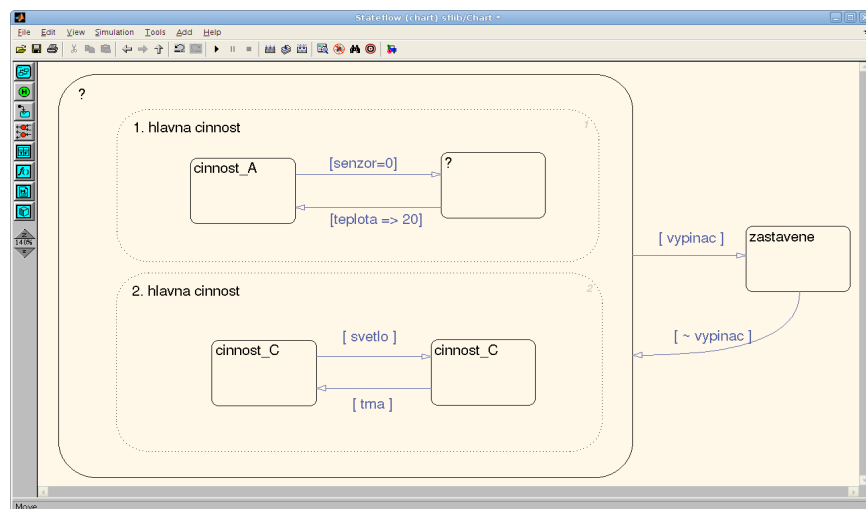 Stateflow (chart) sflib/Chart *
File Edit View Simulation Tools Add Help
?
1. hlavna cinnost
1
cinnost_A
[senzor=0]
?
[teplota => 20]
140%
[ vypinac ]
zastavene
2. hlavna cinnost
2
cinnost_C
[ svetlo ]
cinnost_C
[ ~ vypinac ]
[ tma ]
Move